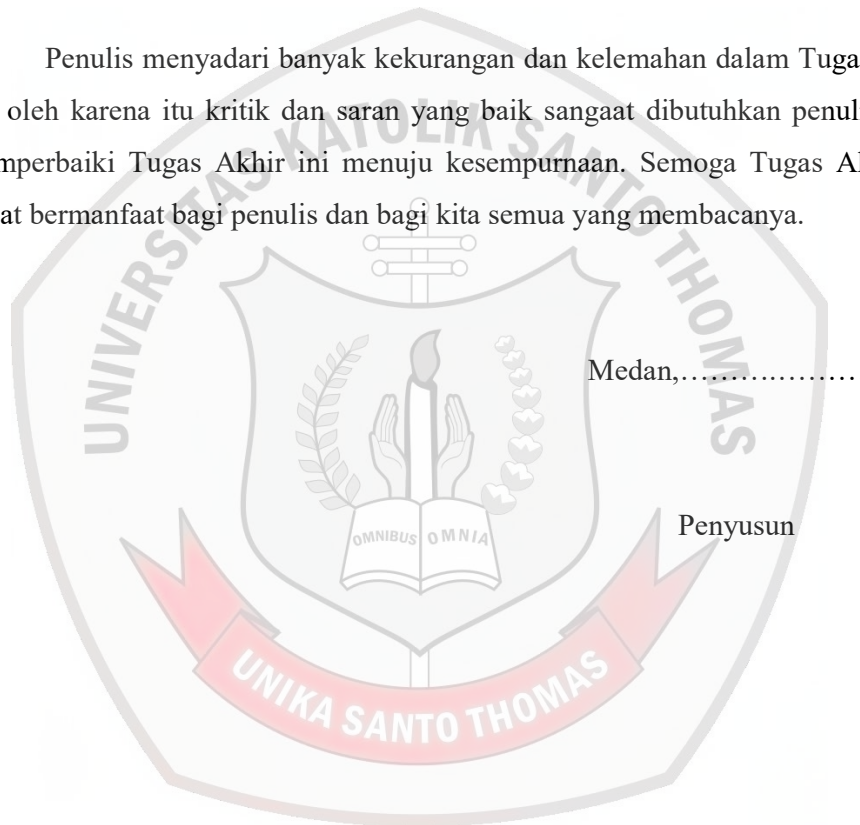 Penulis menyadari banyak kekurangan dan kelemahan dalam Tuga
oleh karena itu kritik dan saran yang baik sangaat dibutuhkan penul
mperbaiki Tugas Akhir ini menuju kesempurnaan. Semoga Tugas Al
at bermanfaat bagi penulis dan bagi kita semua yang membacanya.
UNIVERSITAS KATOLIK SANTO THOMAS
Medan,...................
Penyusun
OMNIBUS OMNIA
UNIKA SANTO THOMAS